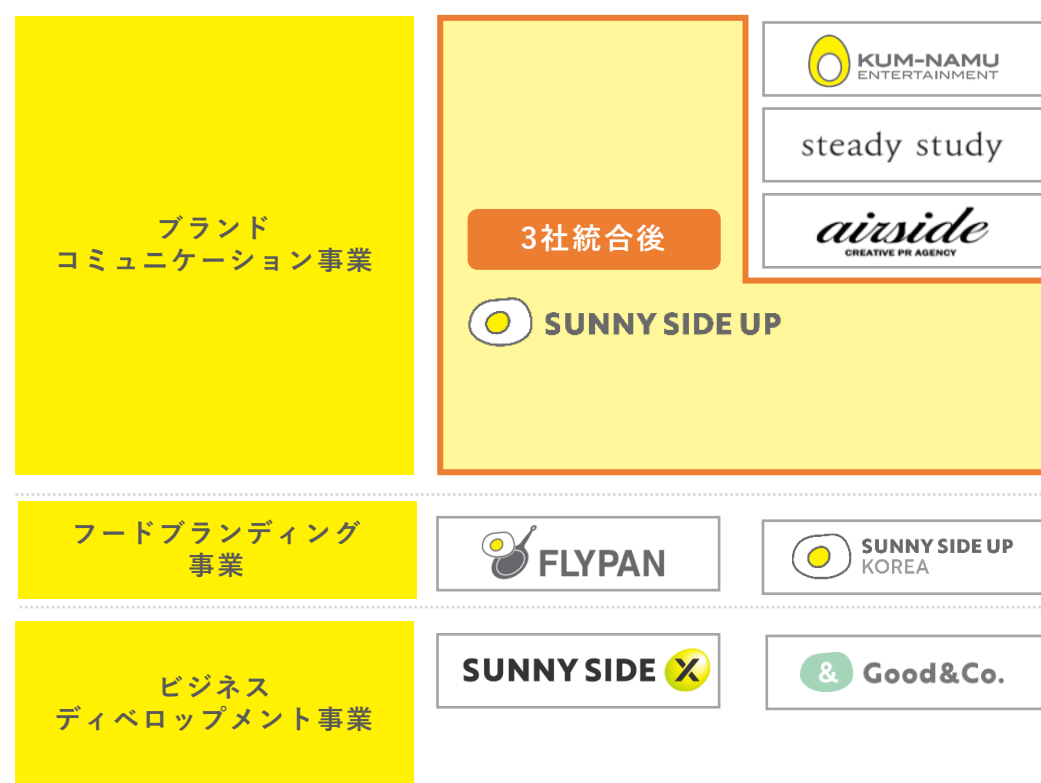 ブランド
コミュニケーション事業
3社統合後
SUNNY SIDE UP
KUM-NAMU
ENTERTAINMENT
steady study
airside
CREATIVE PR AGENCY
フードブランディング
事業
FLYPAN
SUNNY SIDE UP
KOREA
ビジネス
ディベロップメント事業
SUNNY SIDE X
& Good&Co.